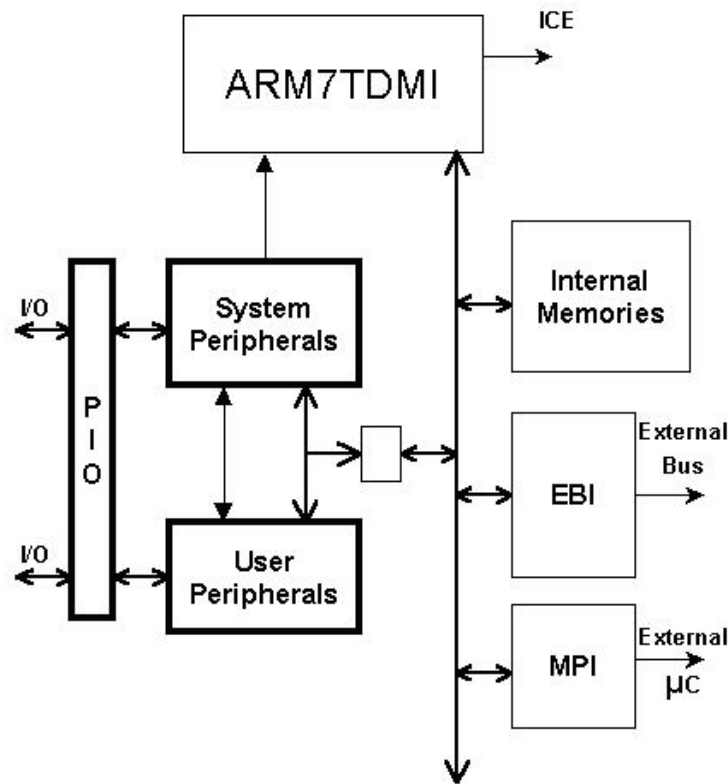 ICE
ARM7TDMI
I/O
System
Peripherals
Internal
Memories
P
I
O
External
Bus
EBI
I/O
User
Peripherals
External
MPI
µC